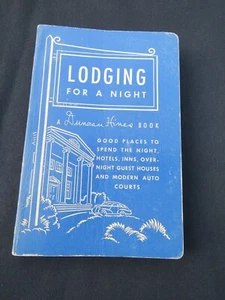 LODGING
FOR A NIGHT
A Duncan Hines BOOK
GOOD PLACES TO
SPEND THE NIGHT,
HOTELS, INNS, OVER-
NIGHT GUEST HOUSES
AND MODERN AUTO
COURTS